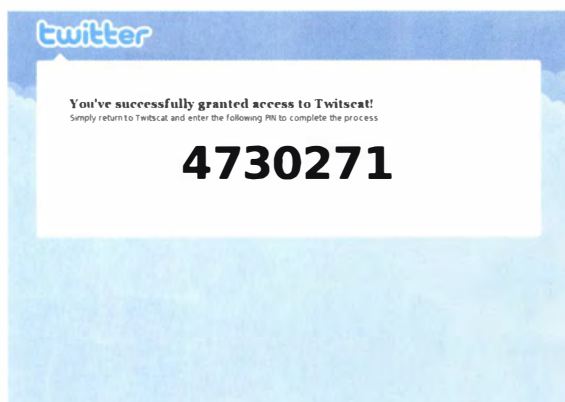 twitter
You've successfully granted access to Twitscat!
Simply return to Twitscat and enter the following PIN to complete the process
4730271